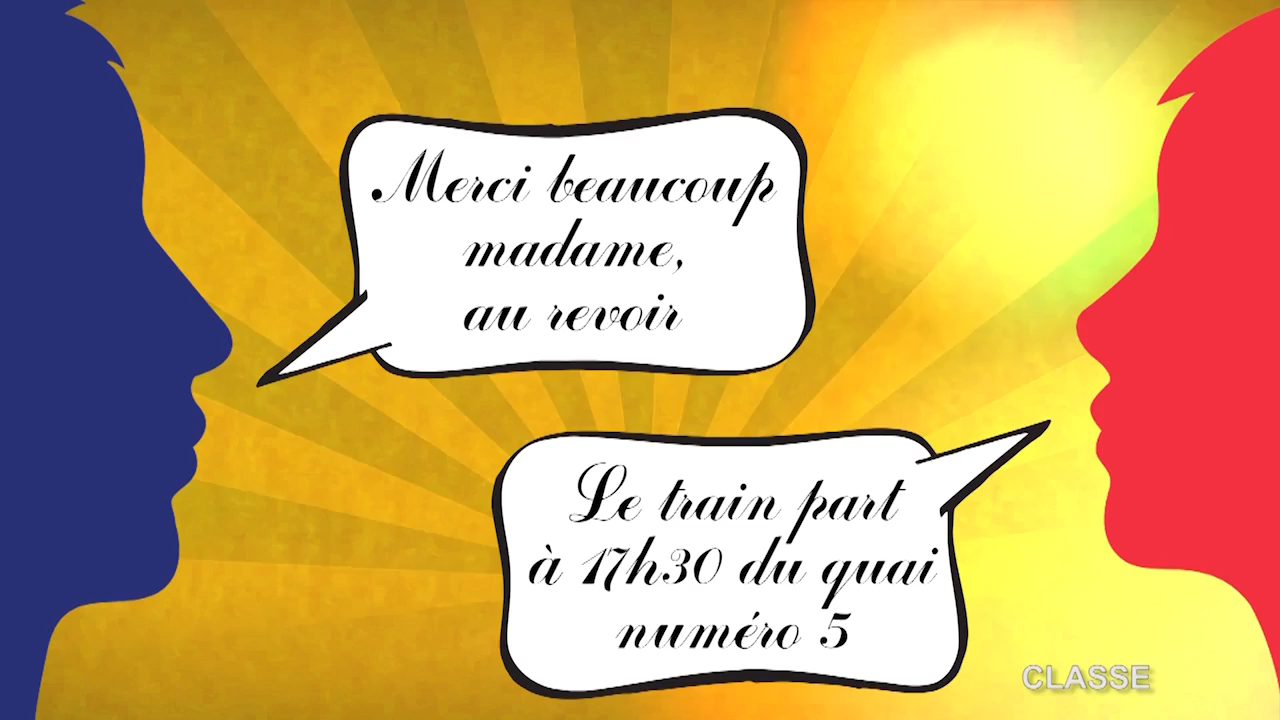 Merci beaucoup
madame,
au revoir
Le train part
à 17h30 du quai
numéro 5
CLASSE